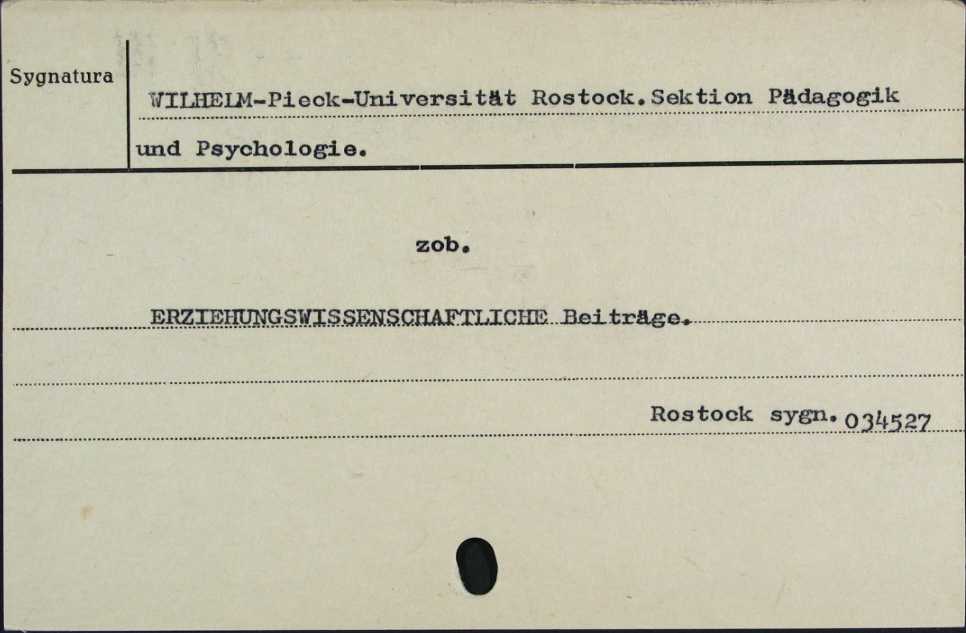 Sygnatura
WILHELM-Pieck-Universität Rostock.Sektion Pädagogik
und Psychologie.
zob.
ERZIEHUNGSWISSENSCHAFTLICHE Beiträge.
Rostock sygn. 034527